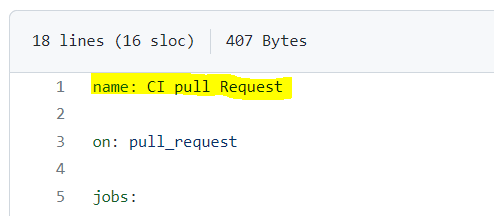 18 lines (16 sloc) 407 Bytes
1 name: CI pull Request
2
3 on: pull_request
4
5 jobs: